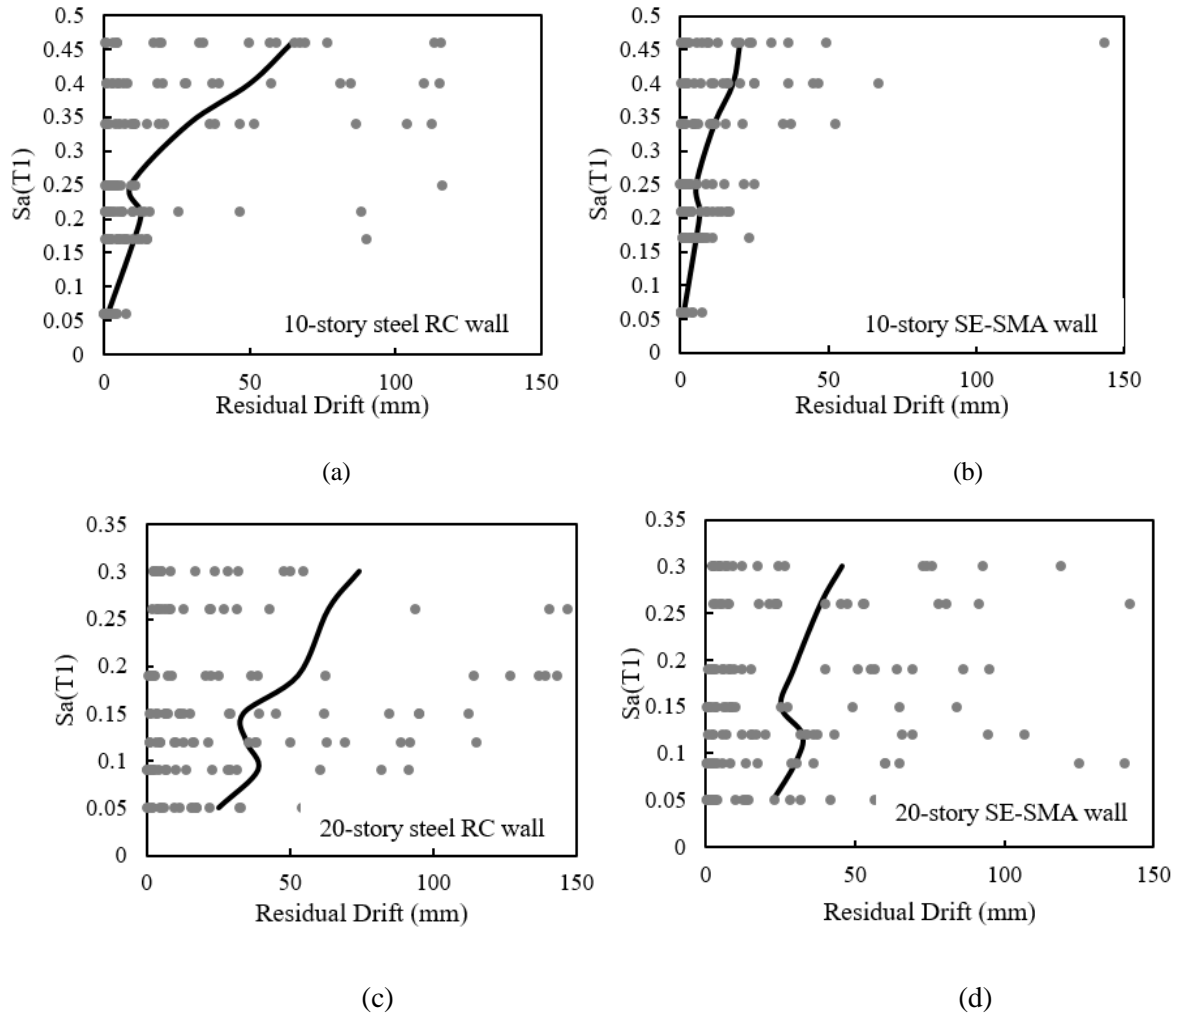 0.5
0.45
0.4
0.35
0.3
0.25
0.2
0.15
0.1
0.05
0
Sa(T1)
10-story steel RC wall
0 50 100 150
Residual Drift (mm)
(a)
0.5
0.45
0.4
0.35
0.3
0.25
0.2
0.15
0.1
0.05
0
Sa(T1)
10-story SE-SMA wall
0 50 100 150
Residual Drift (mm)
(b)
0.35
0.3
0.25
0.2
0.15
0.1
0.05
0
Sa(T1)
20-story steel RC wall
0 50 100 150
Residual Drift (mm)
(c)
0.35
0.3
0.25
0.2
0.15
0.1
0.05
0
Sa(T1)
20-story SE-SMA wall
0 50 100 150
Residual Drift (mm)
(d)